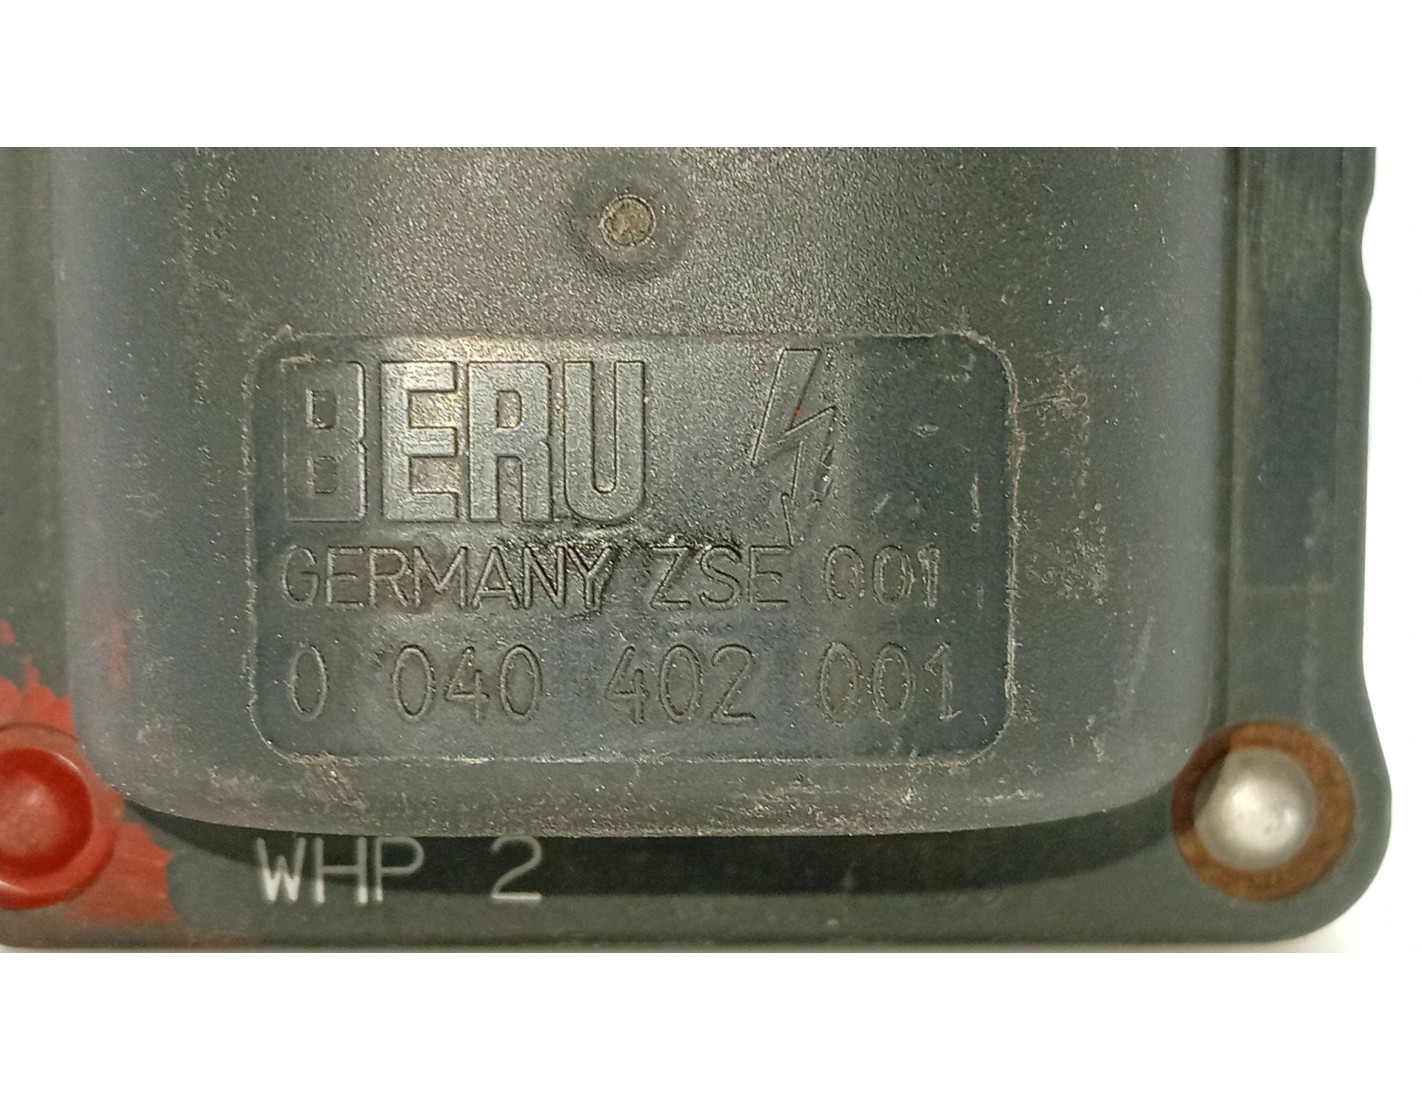 BERU
GERMANY ZSE 001
0 040 402 001
WHP 2